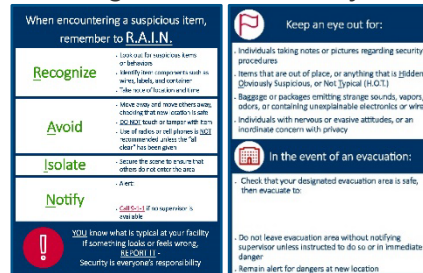 When encountering a suspicious item,
remember to R.A.I.N.
Recognize
- Look out for suspicious items
or behaviors
- Identify item components such as
wires, labels, and container
- Take note of location and time
Avoid
- Move away and move others away,
choosing that new location is safe
- DO NOT touch or tamper with item
- Use of radios or cell phones is NOT
recommended unless the "all
clear" has been given
Isolate
- Secure the scene to ensure that
others do not enter the area
Notify
- Alert:
- Call 9-1-1 if no supervisor is
available
YOU know what is typical at your facility
If something looks or feels wrong,
REPORT IT -
Security is everyone's responsibility
Keep an eye out for:
- Individuals taking notes or pictures regarding security
procedures
- Items that are out of place, or anything that is Hidden,
Obviously Suspicious, or Not Typical (H.O.T.)
- Baggage or packages emitting strange sounds, vapors,
odors, or containing unexplainable electronics or wires
- Individuals with nervous or evasive attitudes, or an
inordinate concern with privacy
In the event of an evacuation:
- Check that your designated evacuation area is safe,
then evacuate to:
- Do not leave evacuation area without notifying
supervisor unless instructed to do so or in immediate
danger
- Remain alert for dangers at new location